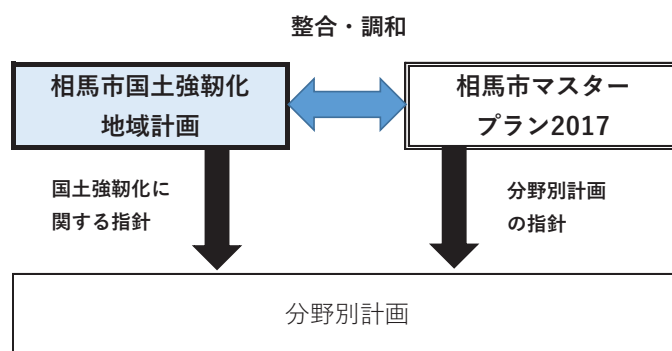 整合・調和
相馬市国土強靭化
地域計画
相馬市マスター
プラン2017
国土強靭化に
関する指針
分野別計画
の指針
分野別計画